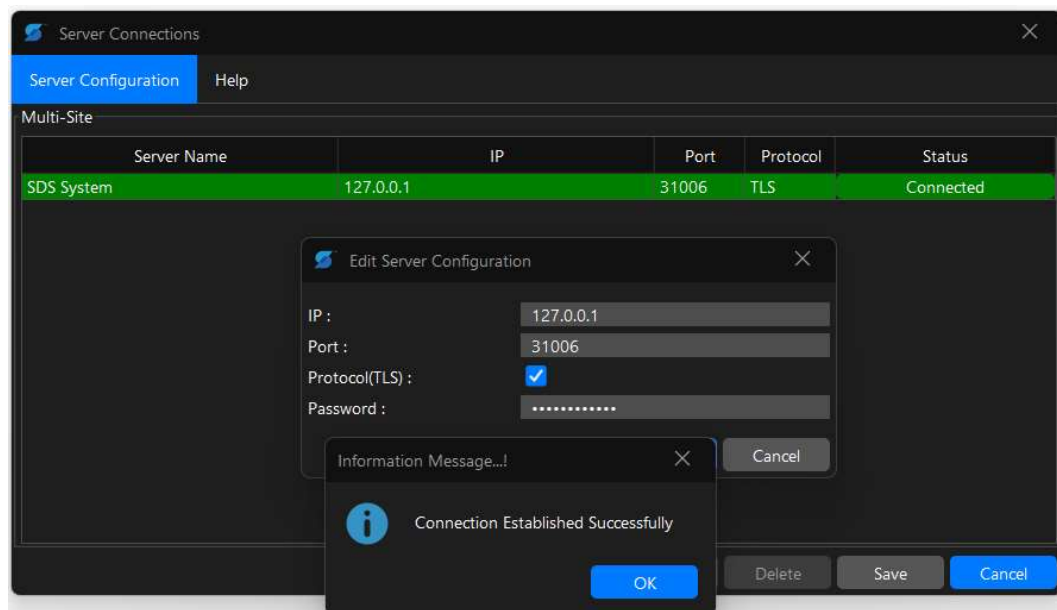 Server Connections
Server Configuration Help
Multi-Site
Server Name IP Port Protocol Status
SDS System 127.0.0.1 31006 TLS Connected
Edit Server Configuration
IP : 127.0.0.1
Port : 31006
Protocol(TLS) :
Password : ••••••••••••
Cancel
Information Message...!
Connection Established Successfully
OK
Delete Save Cancel